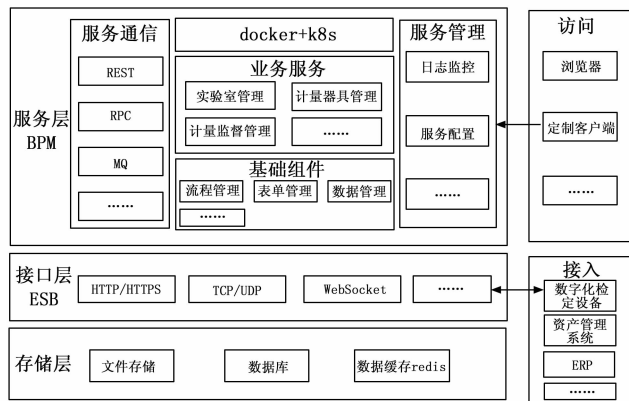 服务层
BPM
服务通信
REST
RPC
MQ
……
docker+k8s
业务服务
实验室管理
计量器具管理
计量监督管理
……
基础组件
流程管理
表单管理
数据管理
……
服务管理
日志监控
服务配置
……
访问
浏览器
定制客户端
……
接口层
ESB
HTTP/HTTPS
TCP/UDP
WebSocket
……
接入
数字化检
定设备
资产管理
系统
ERP
……
存储层
文件存储
数据库
数据缓存redis